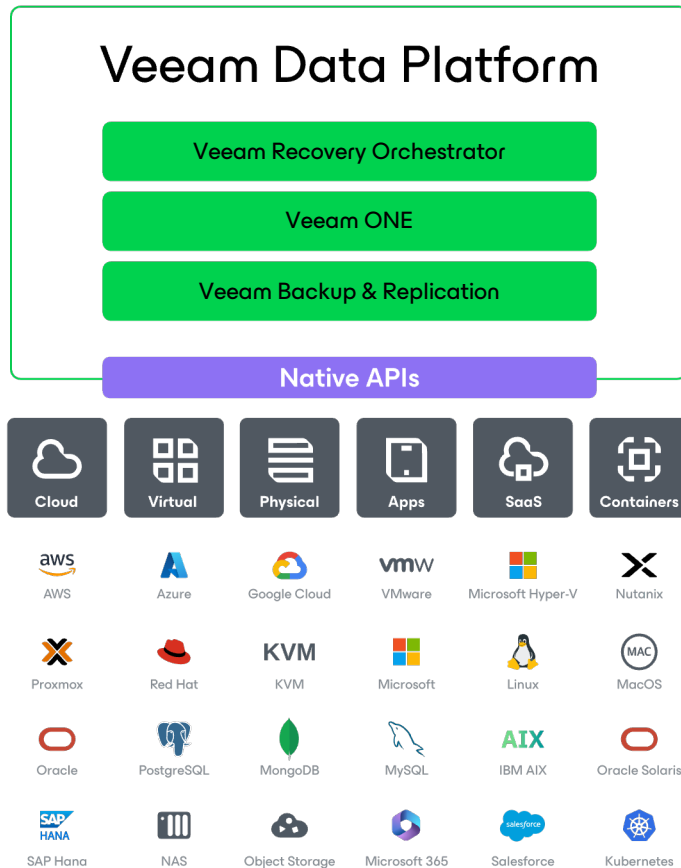 Veeam Data Platform
Veeam Recovery Orchestrator
Veeam ONE
Veeam Backup & Replication
Native APIs
Cloud Virtual Physical Apps SaaS Containers
aws vmw
AWS Azure Google Cloud VMware Microsoft Hyper-V Nutanix
KVM MAC
Proxmox Red Hat KVM Microsoft Linux MacOS
AIX
Oracle PostgreSQL MongoDB MySQL IBM AIX Oracle Solaris
SAP HANA salesforce
SAP Hana NAS Object Storage Microsoft 365 Salesforce Kubernetes